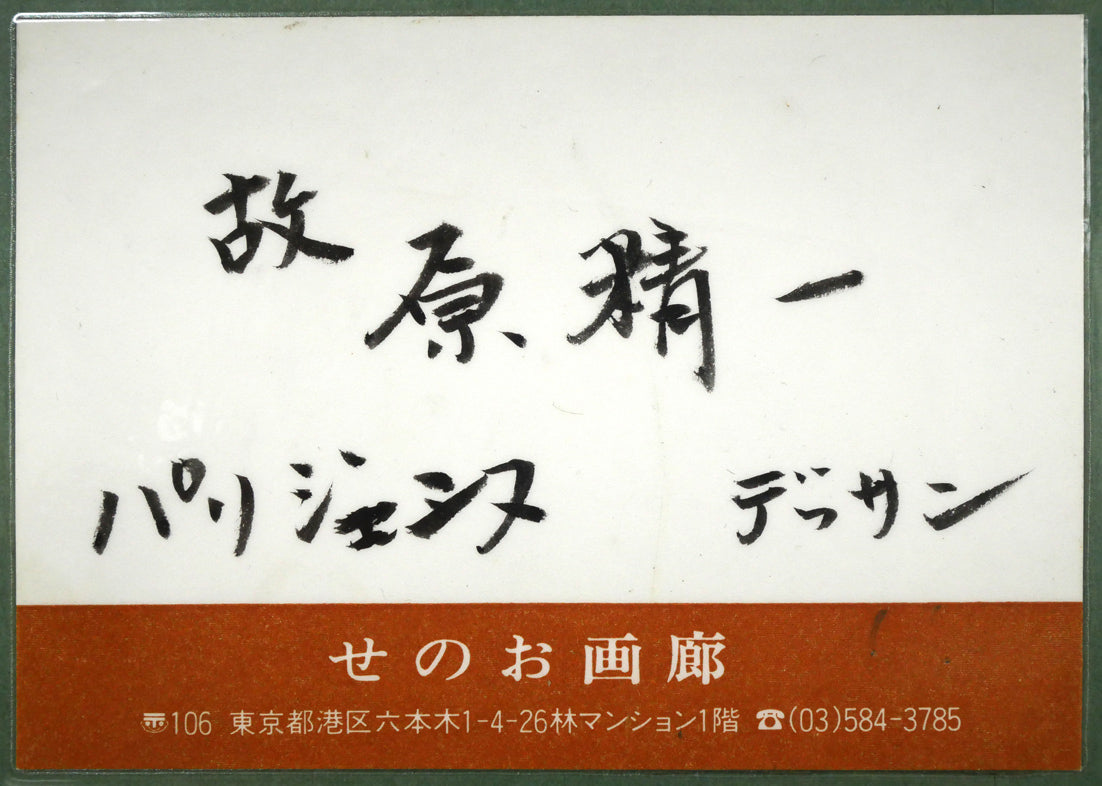 故 原精一
パリジェンヌ デッサン
せのお画廊
〒106 東京都港区六本木1-4-26林マンション1階 ☎(03)584-3785